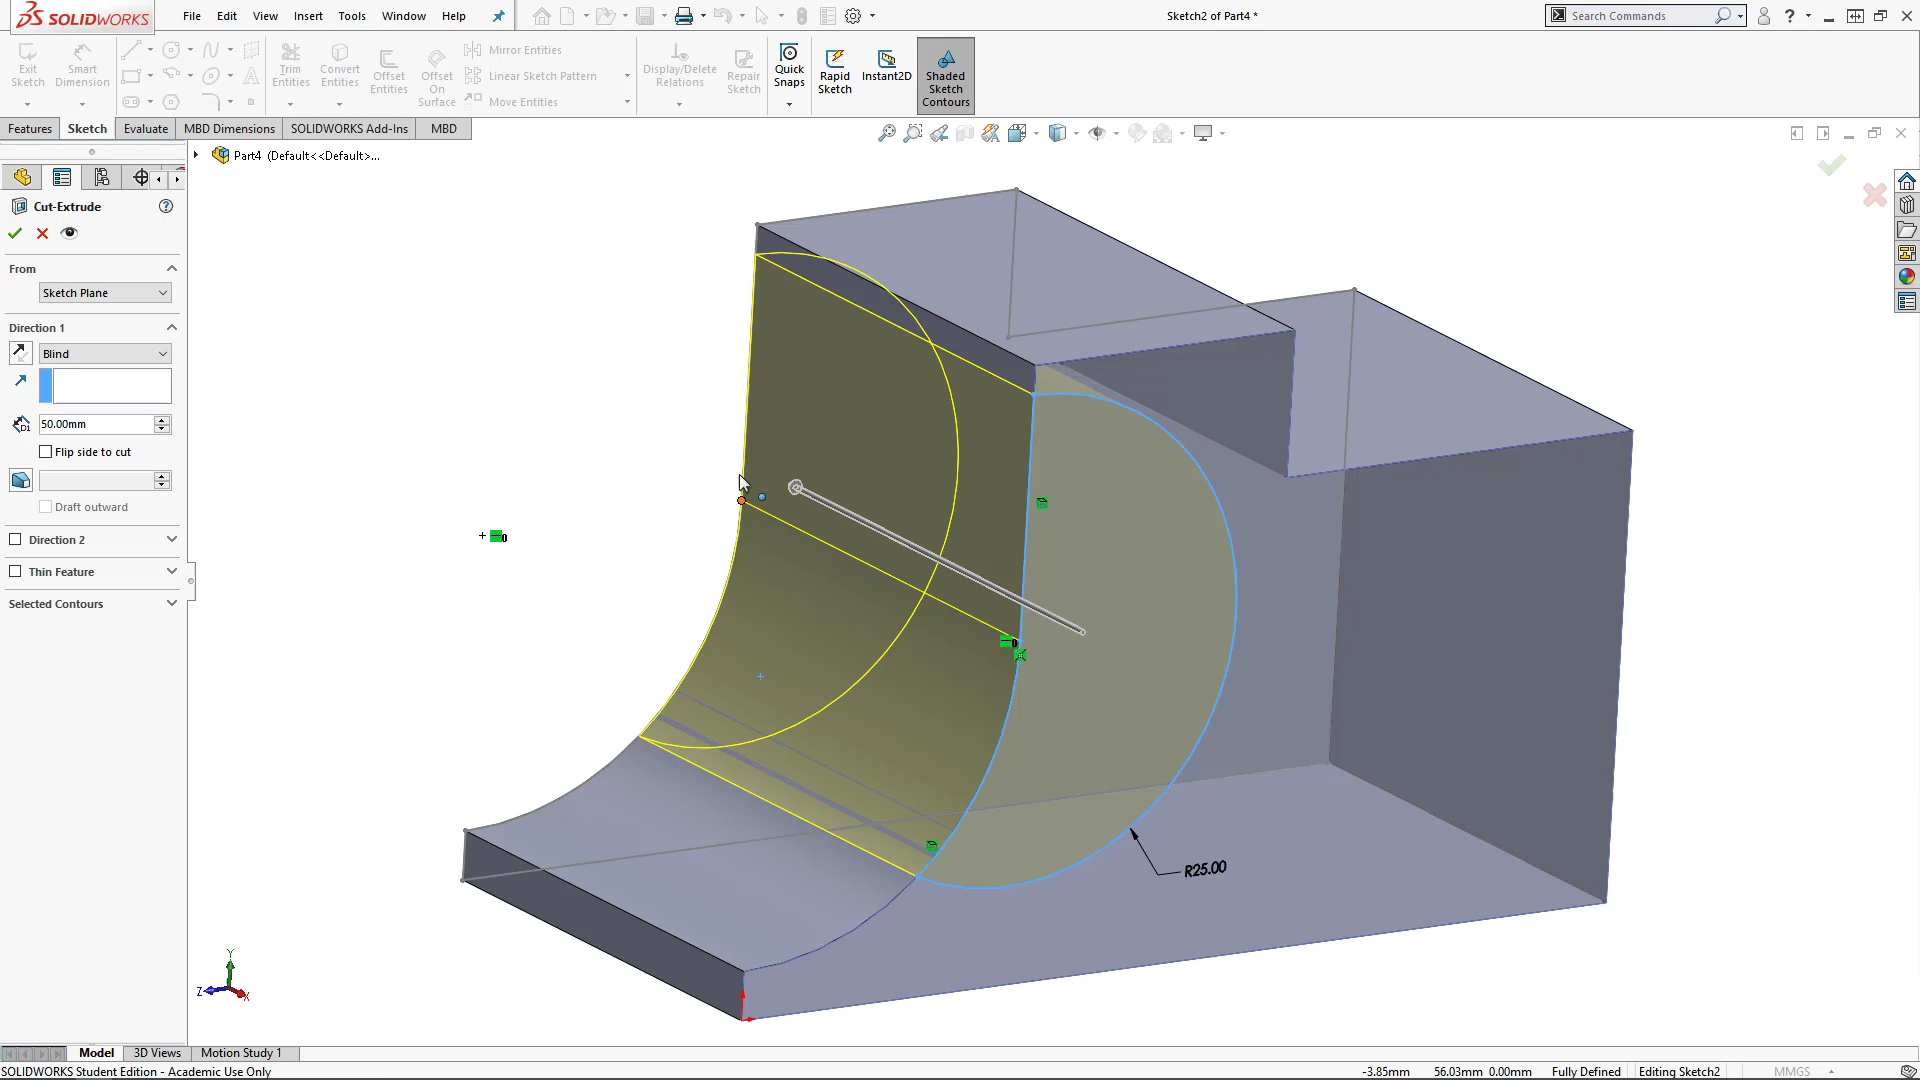 SOLIDWORKS
File Edit View Insert Tools Window Help
Sketch2 of Part4 *
Search Commands
?
Exit Sketch
Smart Dimension
Trim Entities
Convert Entities
Offset Entities
Offset On Surface
Mirror Entities
Linear Sketch Pattern
Move Entities
Display/Delete Relations
Repair Sketch
Quick Snaps
Rapid Sketch
Instant2D
Shaded Sketch Contours
Features Sketch Evaluate MBD Dimensions SOLIDWORKS Add-Ins MBD
Part4 (Default<<Default>...
Cut-Extrude
?
From
Sketch Plane
Direction 1
Blind
D1
50.00mm
Flip side to cut
Draft outward
Direction 2
Thin Feature
Selected Contours
0
0
R25.00
Y
Z
X
Model 3D Views Motion Study 1
SOLIDWORKS Student Edition - Academic Use Only
-3.85mm 56.03mm 0.00mm Fully Defined Editing Sketch2 MMGS